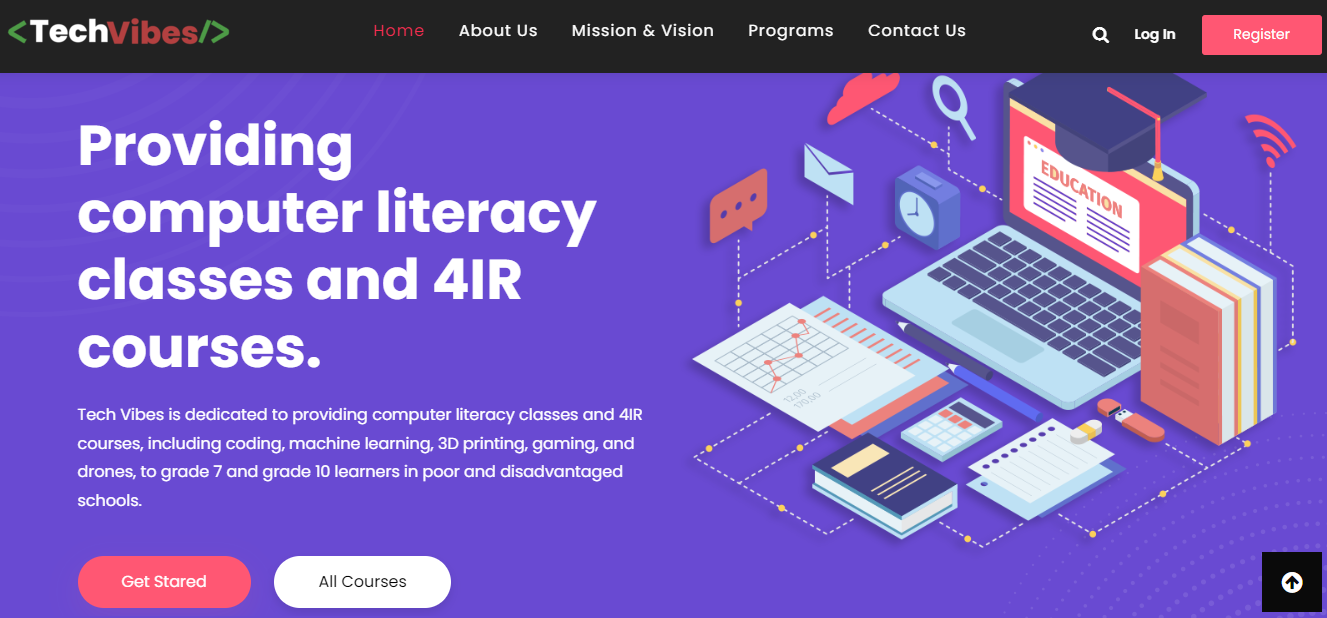 <TechVibes/>
Home About Us Mission & Vision Programs Contact Us
Log In Register
Providing
computer literacy
classes and 4IR
courses.
Tech Vibes is dedicated to providing computer literacy classes and 4IR
courses, including coding, machine learning, 3D printing, gaming, and
drones, to grade 7 and grade 10 learners in poor and disadvantaged
schools.
Get Stared All Courses
EDUCATION
12.00
170.00